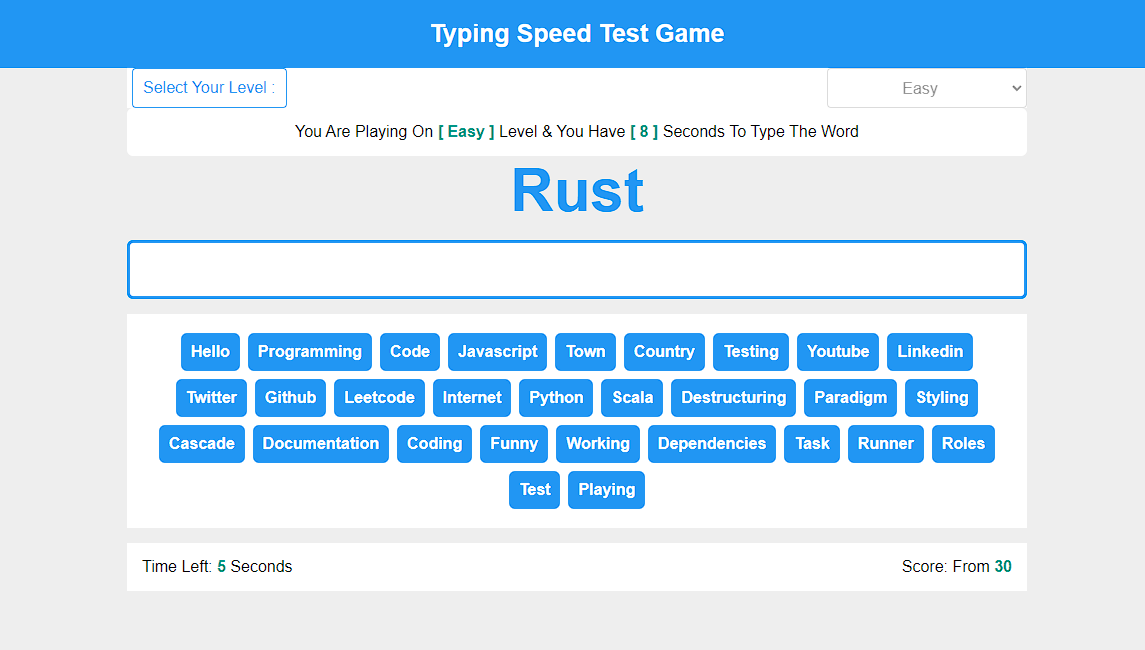 Typing Speed Test Game
Select Your Level :
Easy
You Are Playing On [ Easy ] Level & You Have [ 8 ] Seconds To Type The Word
Rust
Hello Programming Code Javascript Town Country Testing Youtube Linkedin
Twitter Github Leetcode Internet Python Scala Destructuring Paradigm Styling
Cascade Documentation Coding Funny Working Dependencies Task Runner Roles
Test Playing
Time Left: 5 Seconds
Score: From 30